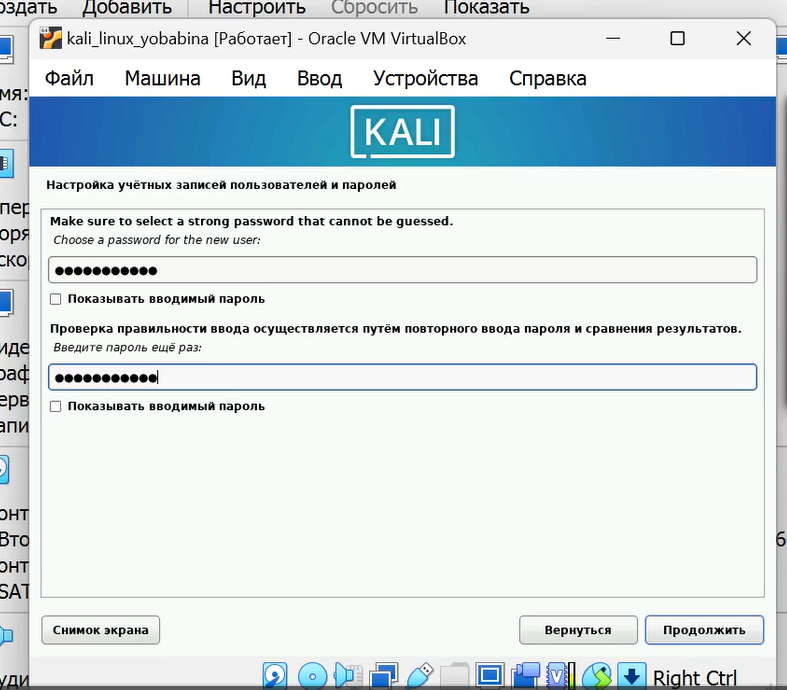 оздать Добавить Настроить Сбросить Показать
kali_linux_yobabina [Работает] - Oracle VM VirtualBox
Файл Машина Вид Ввод Устройства Справка
KALI
Настройка учётных записей пользователей и паролей
Make sure to select a strong password that cannot be guessed.
Choose a password for the new user:
●●●●●●●●●●●
Показывать вводимый пароль
Проверка правильности ввода осуществляется путём повторного ввода пароля и сравнения результатов.
Введите пароль ещё раз:
●●●●●●●●●●●
Показывать вводимый пароль
Снимок экрана Вернуться Продолжить
Right Ctrl
мя:
С:
пер
оря
ско
иде
раф
ерв
апи
онт
Вто
онт
SAT
уди